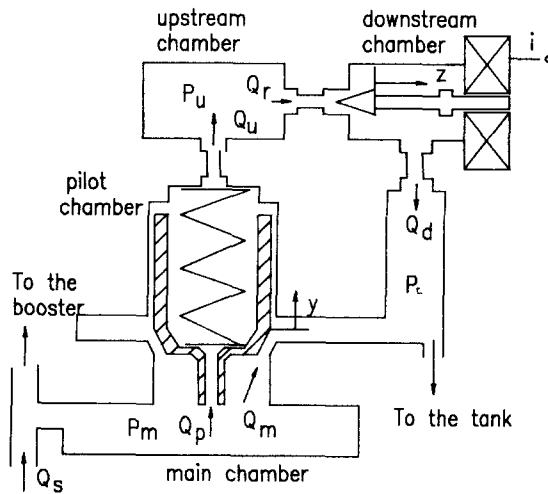 upstream
chamber
downstream
chamber
i
z
P_u
Q_r
Q_u
pilot
chamber
Q_d
To the
booster
P_t
y
P_m
Q_p
Q_m
To the tank
main chamber
Q_s